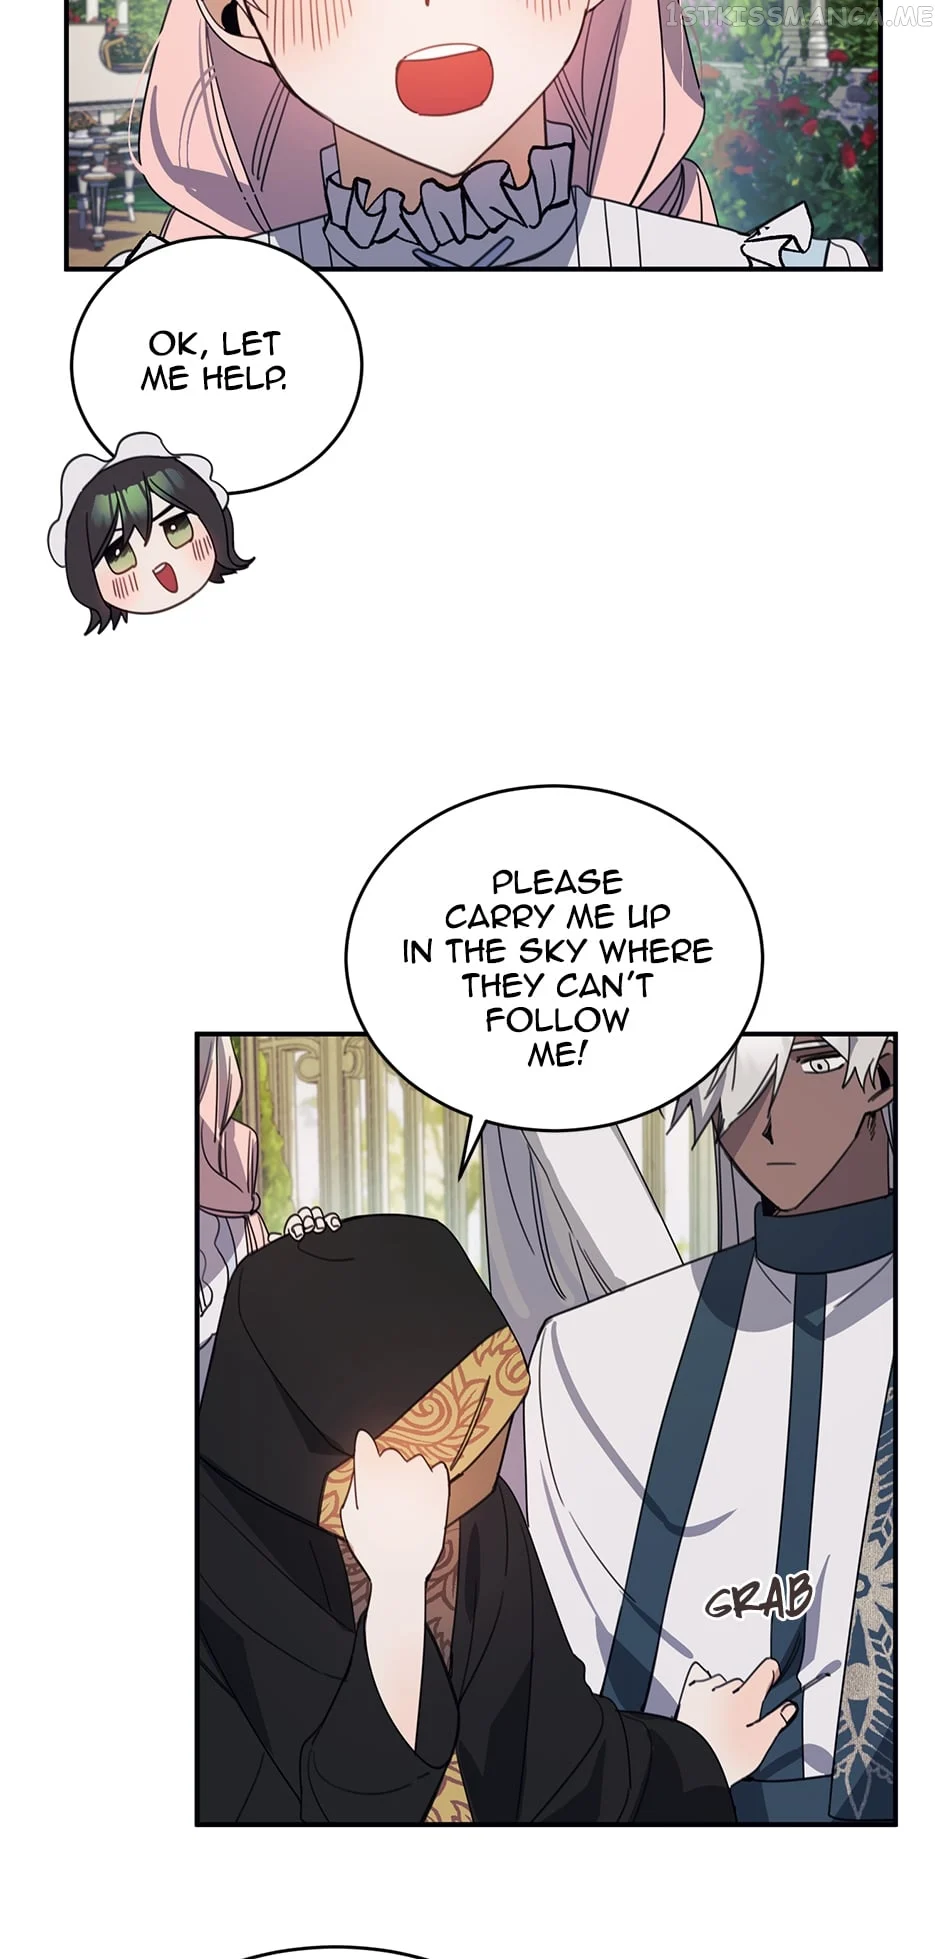 1STKISSMANGA.ME
OK, LET
ME HELP.
PLEASE
CARRY ME UP
IN THE SKY WHERE
THEY CAN'T
FOLLOW
ME!
GRAB